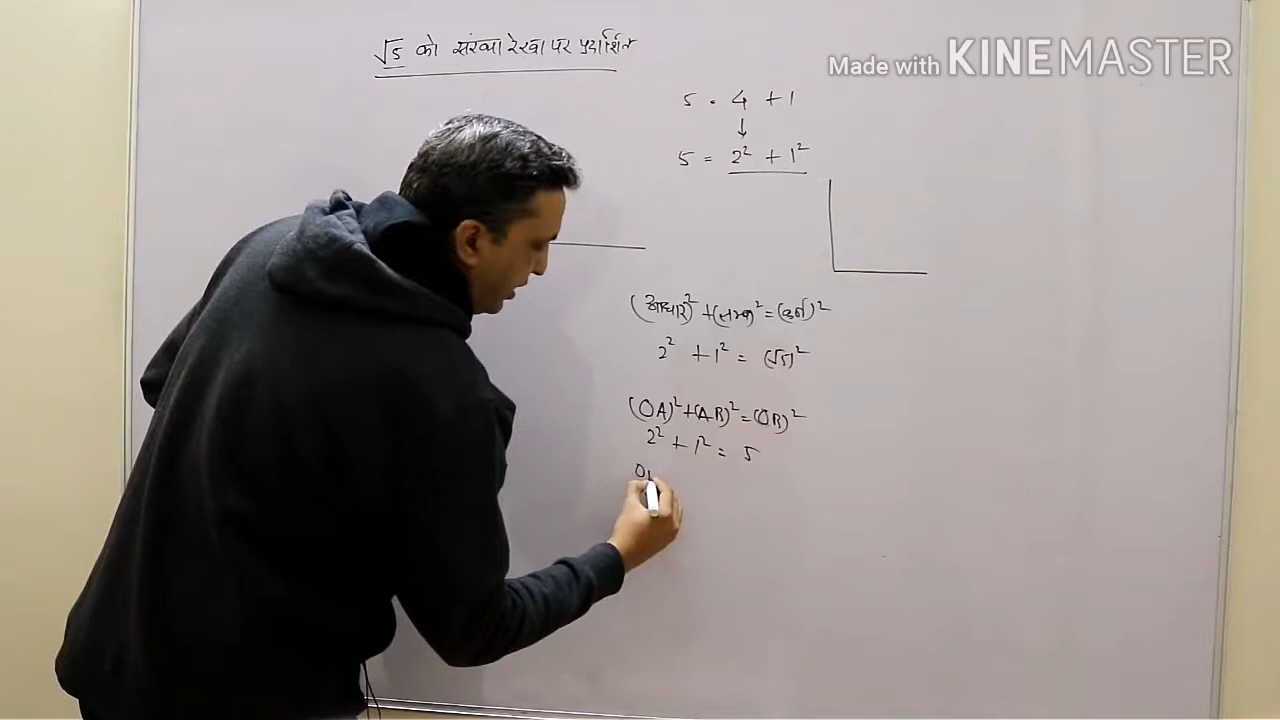 √5 को संख्या रेखा पर प्रदर्शित
Made with KINEMASTER
5 = 4 + 1
↓
5 = 2² + 1²
(आधार)² + (लम्ब)² = (कर्ण)²
2² + 1² = (√5)²
(OA)² + (AB)² = (OB)²
2² + 1² = 5